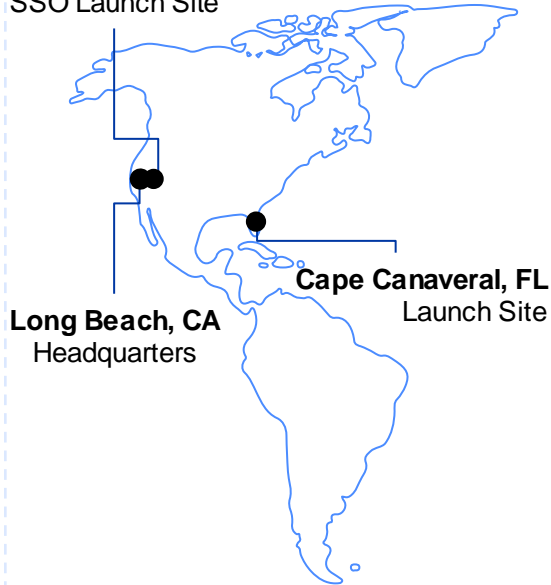 SSO Launch Site
Cape Canaveral, FL
Launch Site
Long Beach, CA
Headquarters